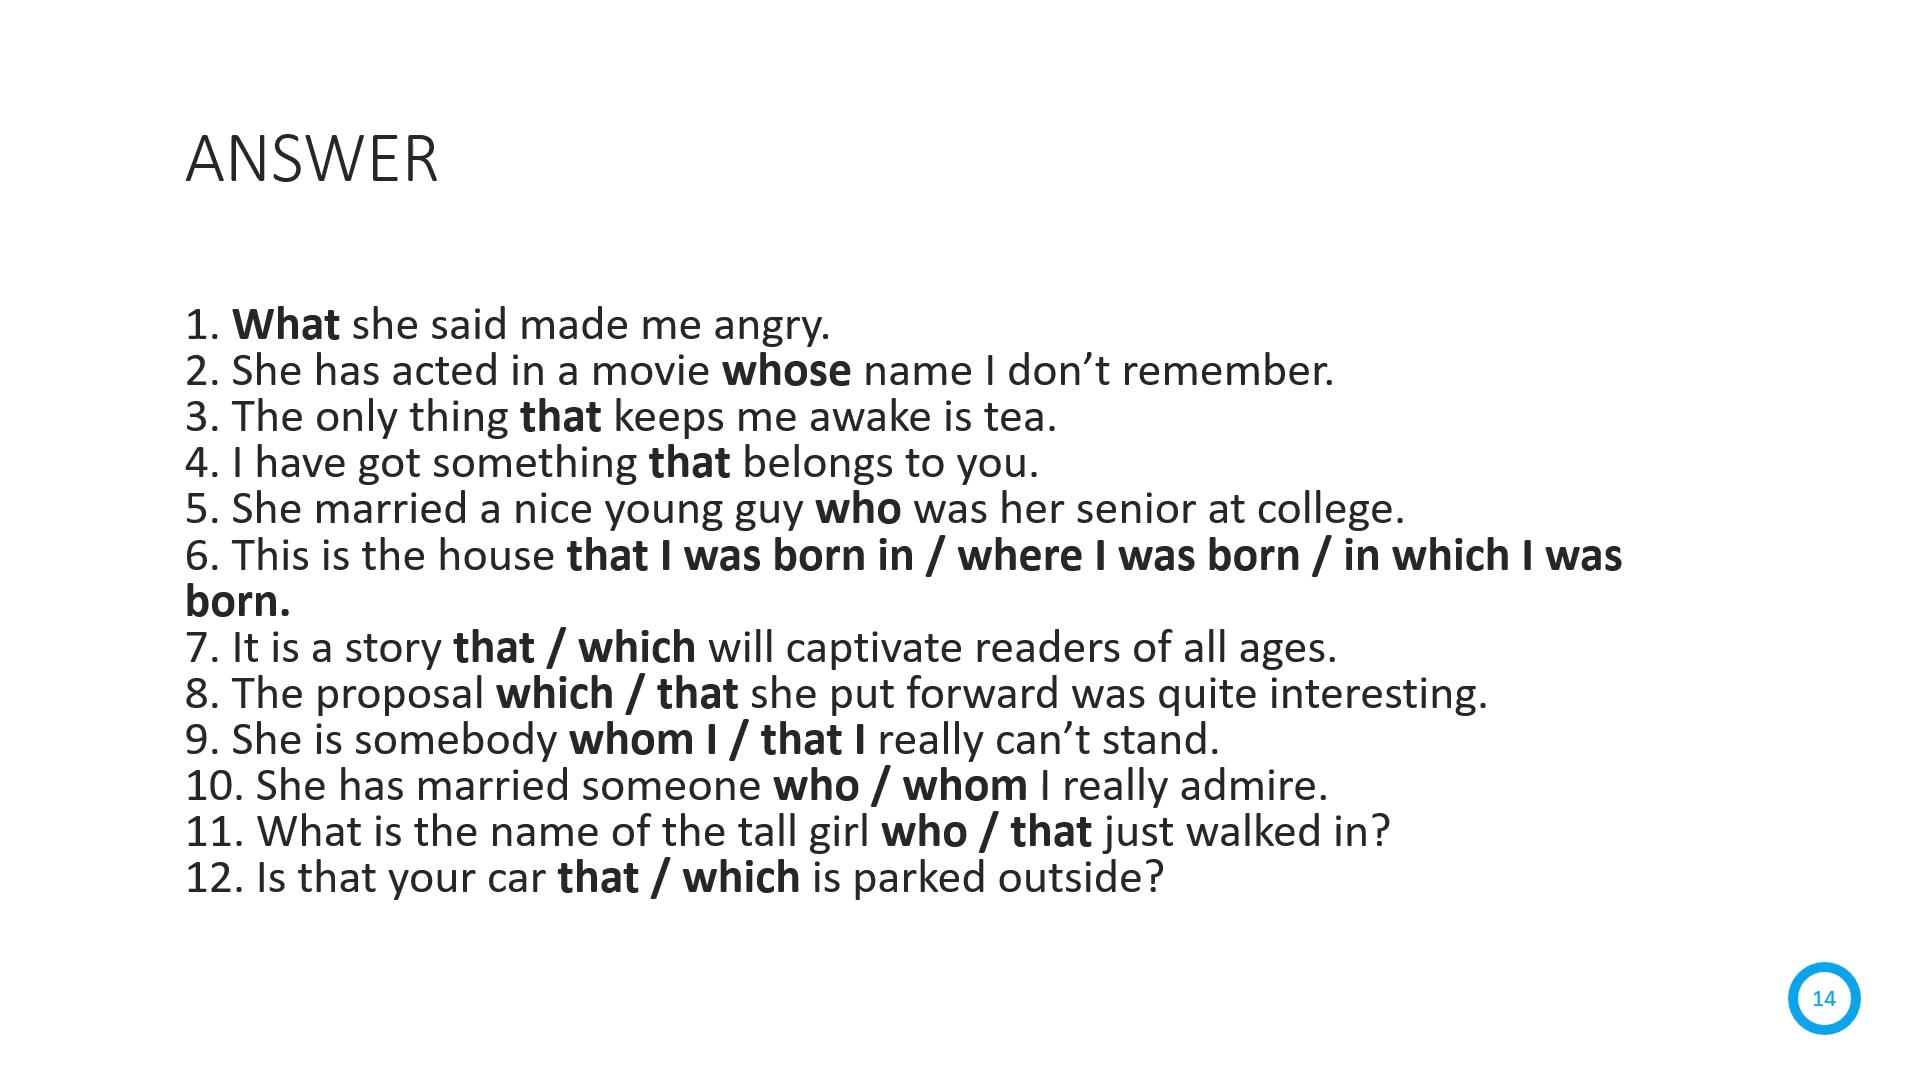 ANSWER
1. What she said made me angry.
2. She has acted in a movie whose name I don’t remember.
3. The only thing that keeps me awake is tea.
4. I have got something that belongs to you.
5. She married a nice young guy who was her senior at college.
6. This is the house that I was born in / where I was born / in which I was
born.
7. It is a story that / which will captivate readers of all ages.
8. The proposal which / that she put forward was quite interesting.
9. She is somebody whom I / that I really can’t stand.
10. She has married someone who / whom I really admire.
11. What is the name of the tall girl who / that just walked in?
12. Is that your car that / which is parked outside?
14